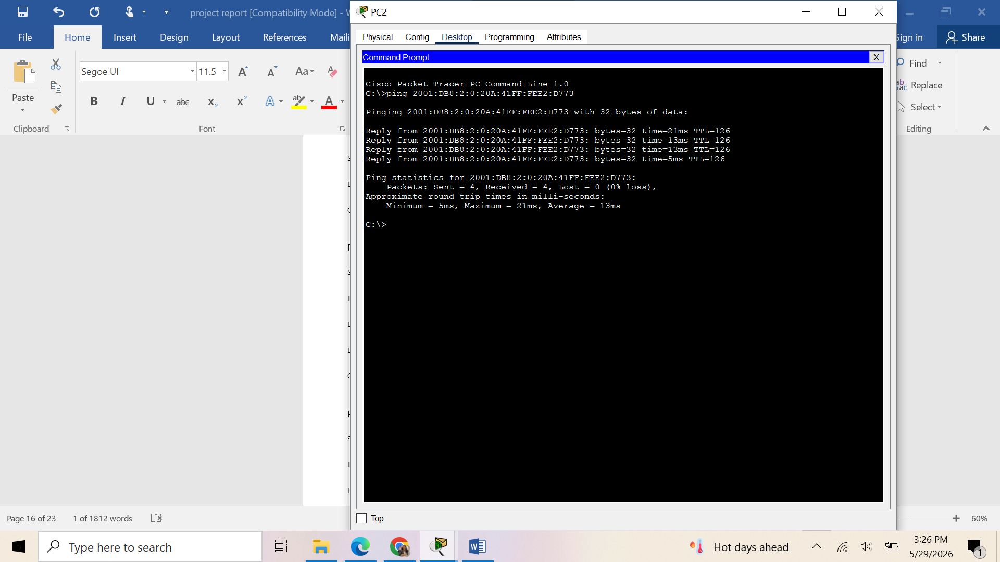 project report [Compatibility Mode] - W
File Home Insert Design Layout References Maili
Sign in Share
Segoe UI 11.5 Aa
Paste
B I U abc X2 X2 A ab A
Clipboard Font
Find
Replace
Select
Editing
PC2
Physical Config Desktop Programming Attributes
Command Prompt X
Cisco Packet Tracer PC Command Line 1.0
C:\>ping 2001:DB8:2:0:20A:41FF:FEE2:D773
Pinging 2001:DB8:2:0:20A:41FF:FEE2:D773 with 32 bytes of data:
Reply from 2001:DB8:2:0:20A:41FF:FEE2:D773: bytes=32 time=21ms TTL=126
Reply from 2001:DB8:2:0:20A:41FF:FEE2:D773: bytes=32 time=13ms TTL=126
Reply from 2001:DB8:2:0:20A:41FF:FEE2:D773: bytes=32 time=13ms TTL=126
Reply from 2001:DB8:2:0:20A:41FF:FEE2:D773: bytes=32 time=5ms TTL=126
Ping statistics for 2001:DB8:2:0:20A:41FF:FEE2:D773:
Packets: Sent = 4, Received = 4, Lost = 0 (0% loss),
Approximate round trip times in milli-seconds:
Minimum = 5ms, Maximum = 21ms, Average = 13ms
C:\>
Top
Page 16 of 23 1 of 1812 words
60%
Type here to search
Hot days ahead
3:26 PM
5/29/2026
1